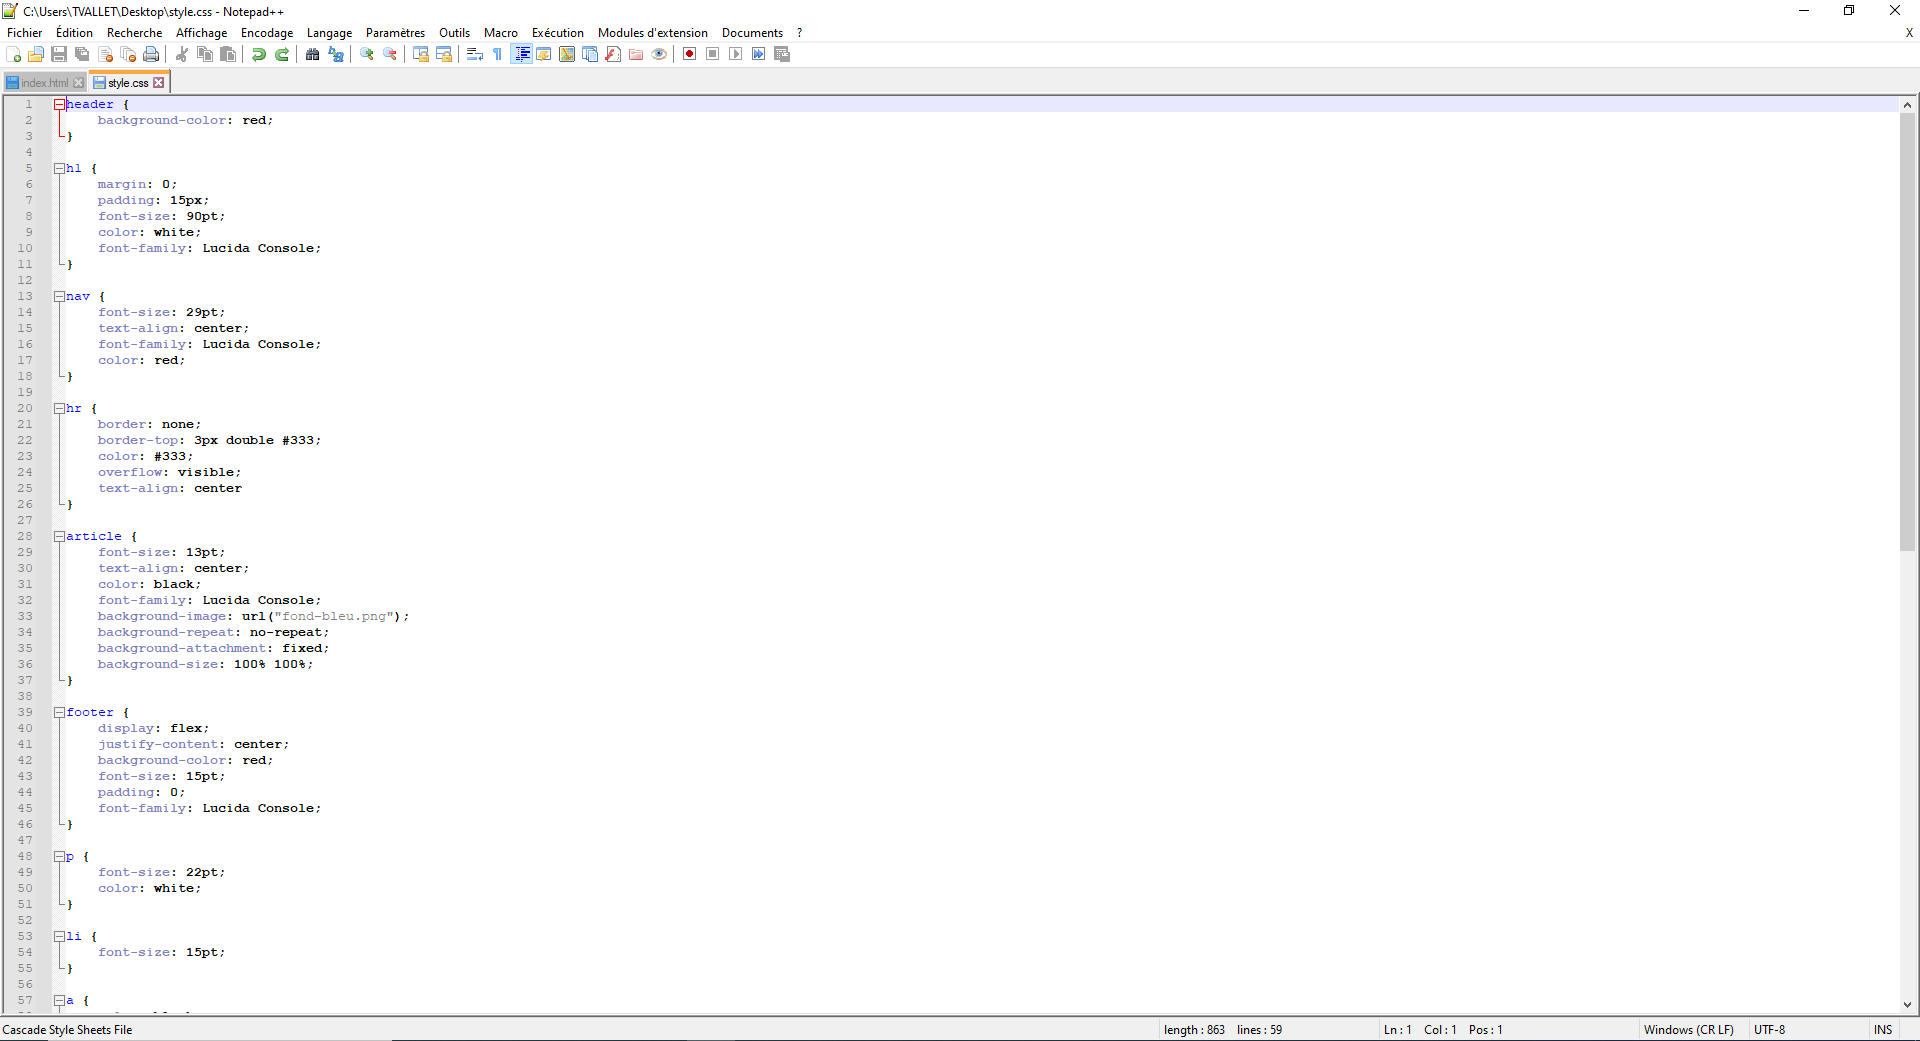 C:\Users\TVALLET\Desktop\style.css - Notepad++
Fichier Édition Recherche Affichage Encodage Langage Paramètres Outils Macro Exécution Modules d'extension Documents ? X
index.html style.css
1 header {
2 background-color: red;
3 }
4
5 h1 {
6 margin: 0;
7 padding: 15px;
8 font-size: 90pt;
9 color: white;
10 font-family: Lucida Console;
11 }
12
13 nav {
14 font-size: 29pt;
15 text-align: center;
16 font-family: Lucida Console;
17 color: red;
18 }
19
20 hr {
21 border: none;
22 border-top: 3px double #333;
23 color: #333;
24 overflow: visible;
25 text-align: center
26 }
27
28 article {
29 font-size: 13pt;
30 text-align: center;
31 color: black;
32 font-family: Lucida Console;
33 background-image: url("fond-bleu.png");
34 background-repeat: no-repeat;
35 background-attachment: fixed;
36 background-size: 100% 100%;
37 }
38
39 footer {
40 display: flex;
41 justify-content: center;
42 background-color: red;
43 font-size: 15pt;
44 padding: 0;
45 font-family: Lucida Console;
46 }
47
48 p {
49 font-size: 22pt;
50 color: white;
51 }
52
53 li {
54 font-size: 15pt;
55 }
56
57 a {
Cascade Style Sheets File length : 863 lines : 59 Ln : 1 Col : 1 Pos : 1 Windows (CR LF) UTF-8 INS